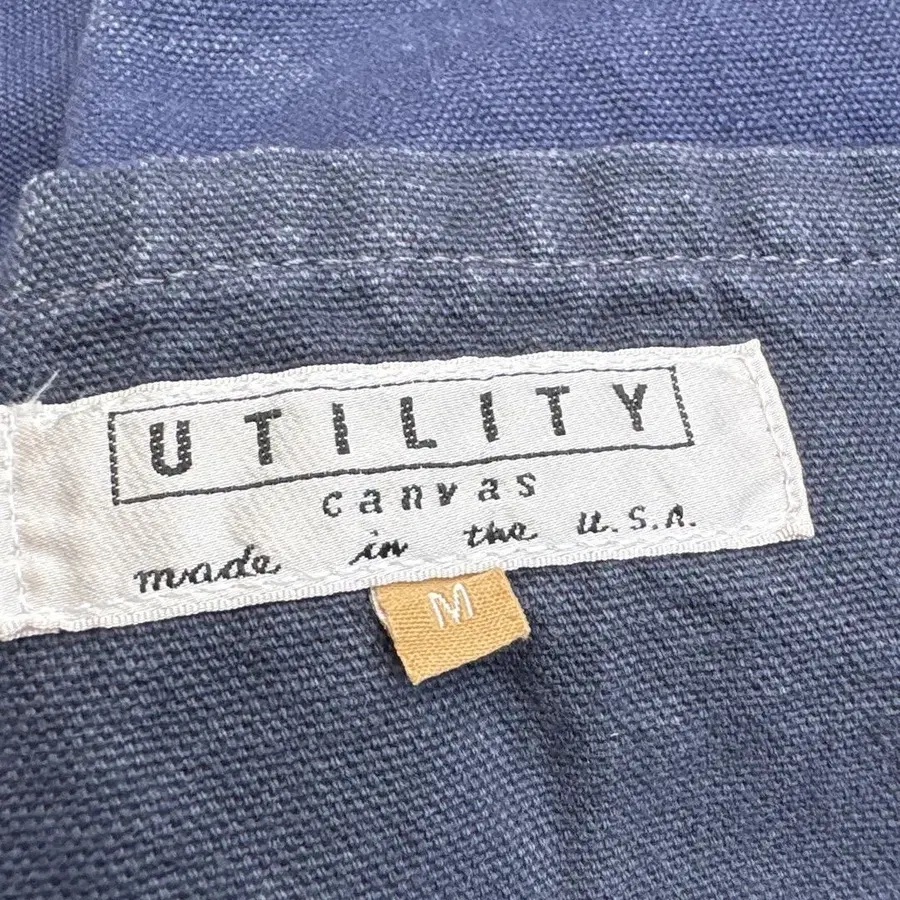 UTILITY
canvas
made in the U.S.A.
M